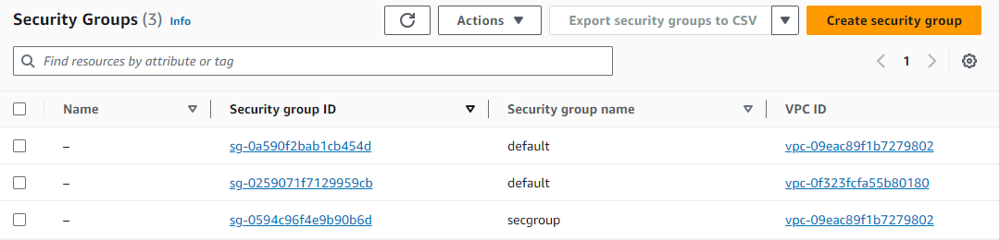 Security Groups (3) Info Actions Export security groups to CSV Create security group
Find resources by attribute or tag 1
Name Security group ID Security group name VPC ID
– sg-0a590f2bab1cb454d default vpc-09eac89f1b7279802
– sg-0259071f7129959cb default vpc-0f323fcfa55b80180
– sg-0594c96f4e9b90b6d secgroup vpc-09eac89f1b7279802